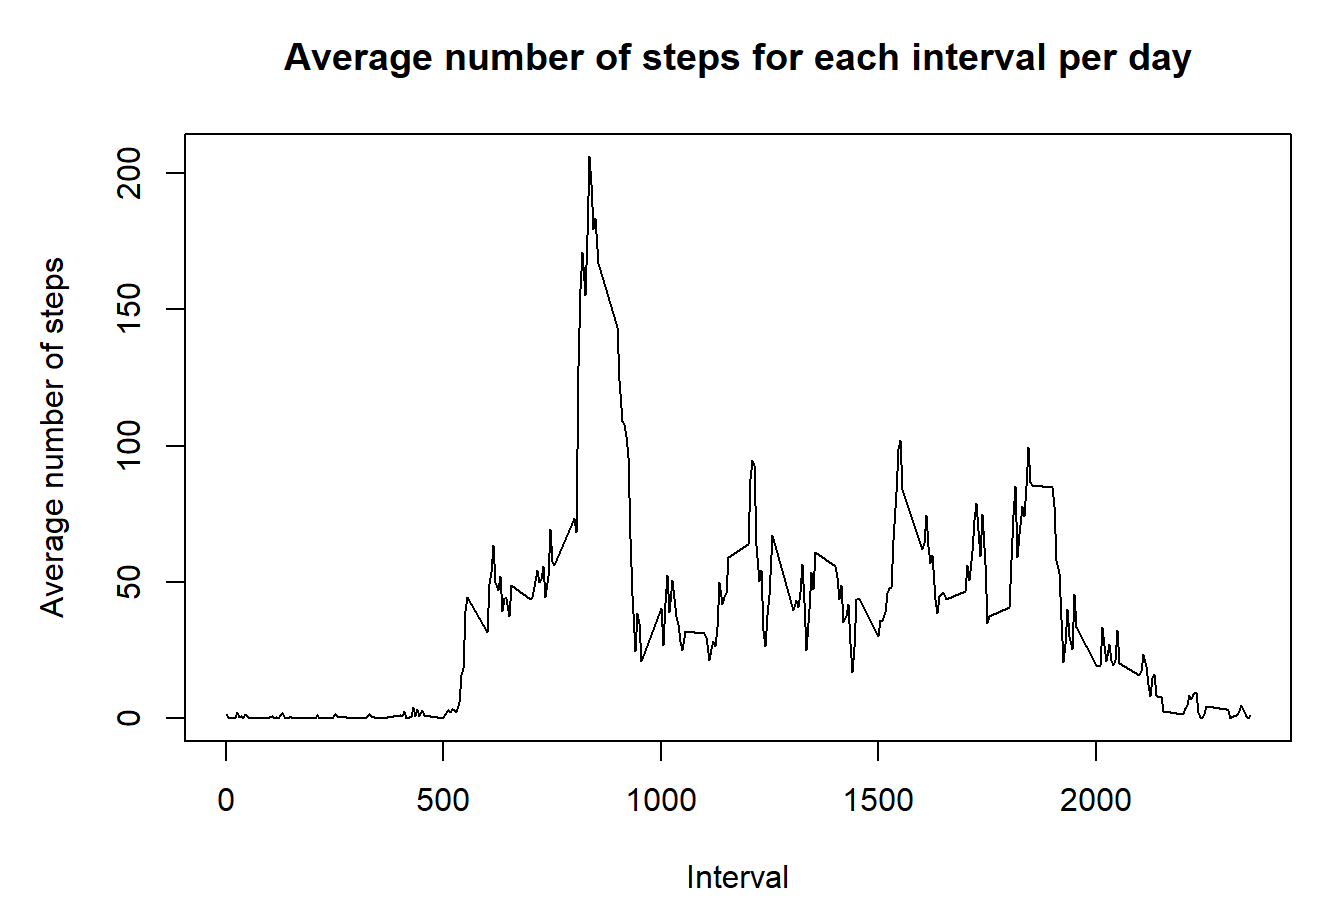 Average number of steps for each interval per day
Average number of steps
200
150
100
50
0
0 500 1000 1500 2000
Interval